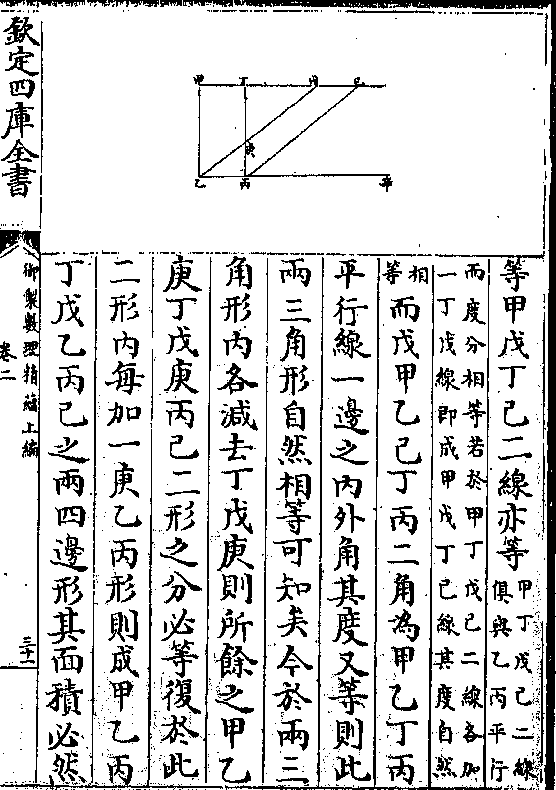 甲 丁 己
庚
乙 丙 辛
等甲戊丁己二線亦等甲丁戊己二線
俱與乙丙平行
而度分相等若於甲丁戊己二線各加
一丁戊線即成甲戊丁己線其度自然
相等而戊甲乙己丁丙二角為甲乙丁丙
平行線一邊之内外角其度又等則此
兩三角形自然相等可知矣今於兩三
角形内各減去丁戊庚則所餘之甲乙
庚丁戊庚丙己二形之分必等復於此
二形内每加一庚乙丙形則成甲乙丙
丁戊乙丙己之兩四邊形其面積必然
欽定四庫全書
御製數理精蘊上編
卷二